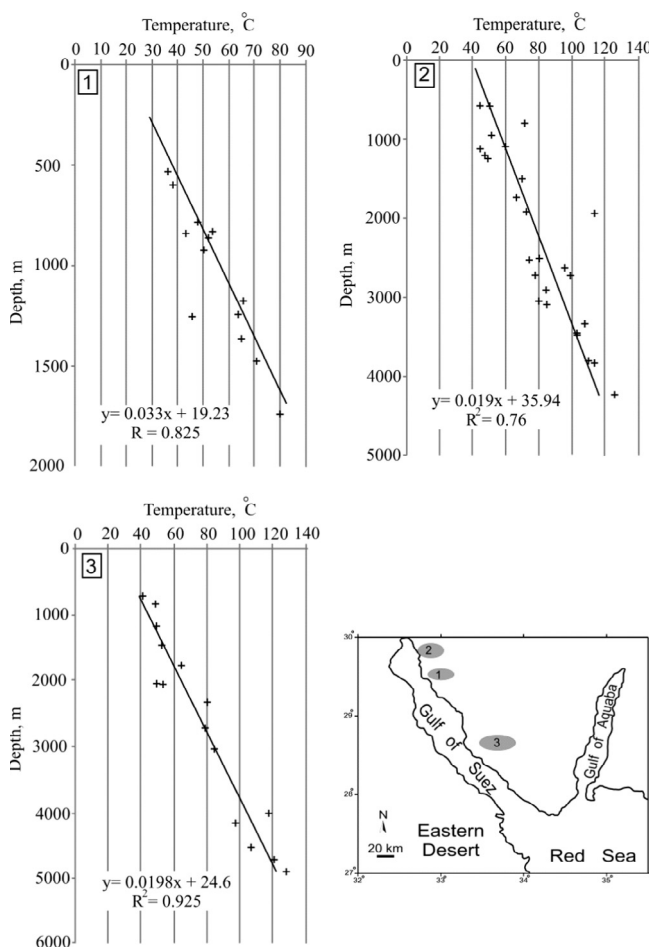 Temperature, °C
0 10 20 30 40 50 60 70 80 90
0
1
500
1000
1500
2000
Depth, m
y= 0.033x + 19.23
R = 0.825
Temperature, °C
0 20 40 60 80 100 120 140
0
2
1000
2000
3000
4000
5000
Depth, m
y= 0.019x + 35.94
R2= 0.76
Temperature, °C
0 20 40 60 80 100 120 140
0
3
1000
2000
3000
4000
5000
6000
Depth, m
y= 0.0198x + 24.6
R2= 0.925
30°
2
1
29°
3
Gulf of Suez
Gulf of Aquaba
28°
N
20 km
Eastern
Desert
Red Sea
27°
32° 33° 34° 35°